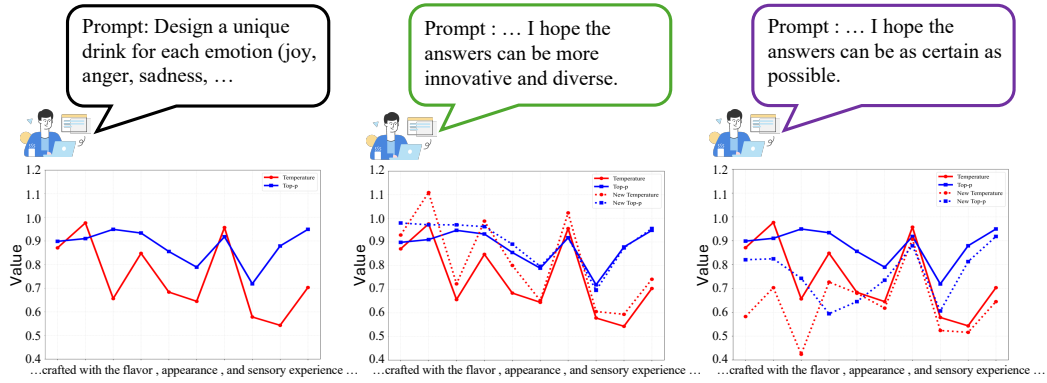 Prompt: Design a unique
drink for each emotion (joy,
anger, sadness, …
Prompt : … I hope the
answers can be more
innovative and diverse.
Prompt : … I hope the
answers can be as certain as
possible.
1.2
1.1
1.0
0.9
0.8
0.7
0.6
0.5
0.4
Value
Temperature
Top-p
1.2
1.1
1.0
0.9
0.8
0.7
0.6
0.5
0.4
Value
Temperature
Top-p
New Temperature
New Top-p
1.2
1.1
1.0
0.9
0.8
0.7
0.6
0.5
0.4
Value
Temperature
Top-p
New Temperature
New Top-p
…crafted with the flavor , appearance , and sensory experience …
…crafted with the flavor , appearance , and sensory experience …
…crafted with the flavor , appearance , and sensory experience …